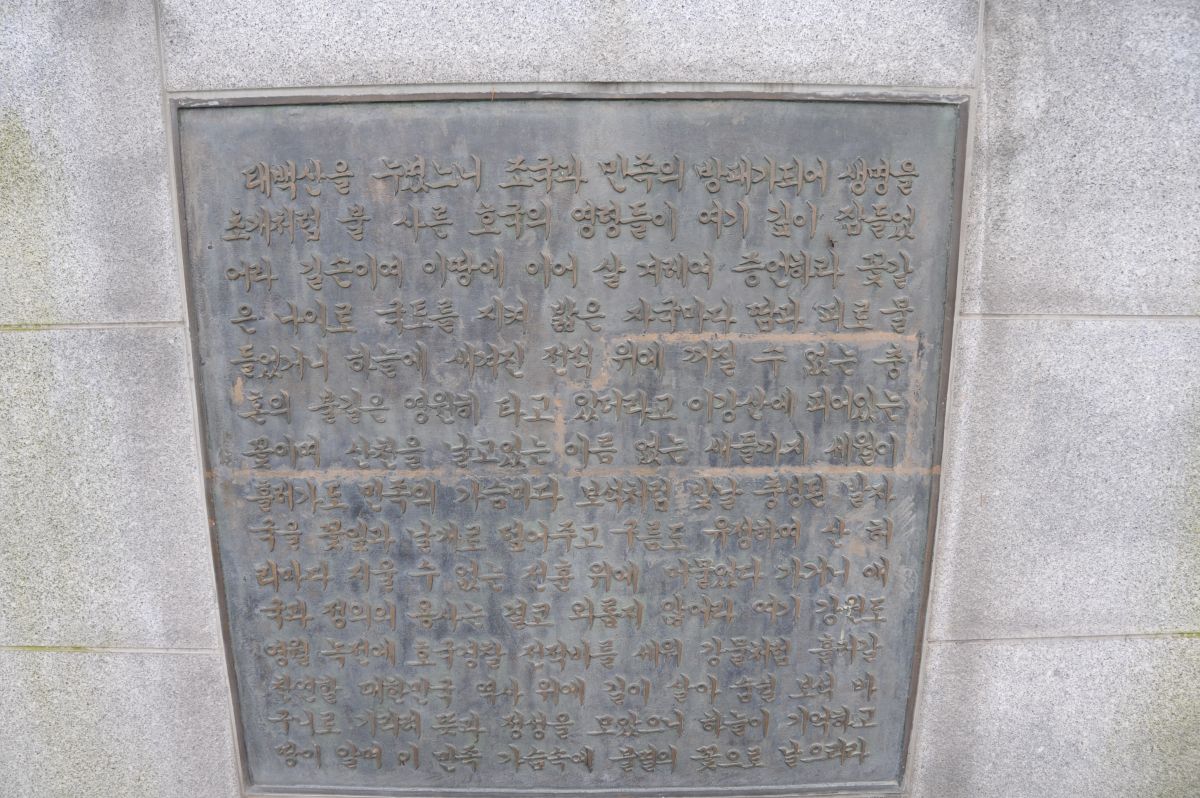 태백산을 누볐느니 조국과 민족의 방패가되어 생명을
초개처럼 불 사른 호국의 영령들이 여기 깊이 잠들었
어라 길손이여 이땅에 이어 살 지레여 증언하라 꽃같
은 나이로 국토를 지켜 밟은 자국마다 땀과 피로 물
들었거니 하늘에 새겨진 전적 위에 꺼질 수 없는 충
혼의 불길은 영원히 타고 있더라고 이강산에 피어있는
꽃이며 산천을 울고있는 이름 없는 새들까지 세월이
흘러가도 민족의 가슴마다 보석처럼 빛날 충성된 발자
국을 꽃잎과 날개로 덮어주고 구름도 유정하여 산 허
리마다 지울 수 없는 전흔 위에 머물었다 가거니 애
국과 정의의 용사는 결코 외롭지 않어라 여기 강원도
영월 녹전에 호국경찰 전적비를 세워 강물처럼 흘러갈
찬연할 대한민국 역사 위에 길이 살아 숨쉴 보석 바
구니로 기리려 뜻과 정성을 모았으니 하늘이 기억하고
땅이 알며 이 민족 가슴속에 불멸의 꽃으로 남으리라